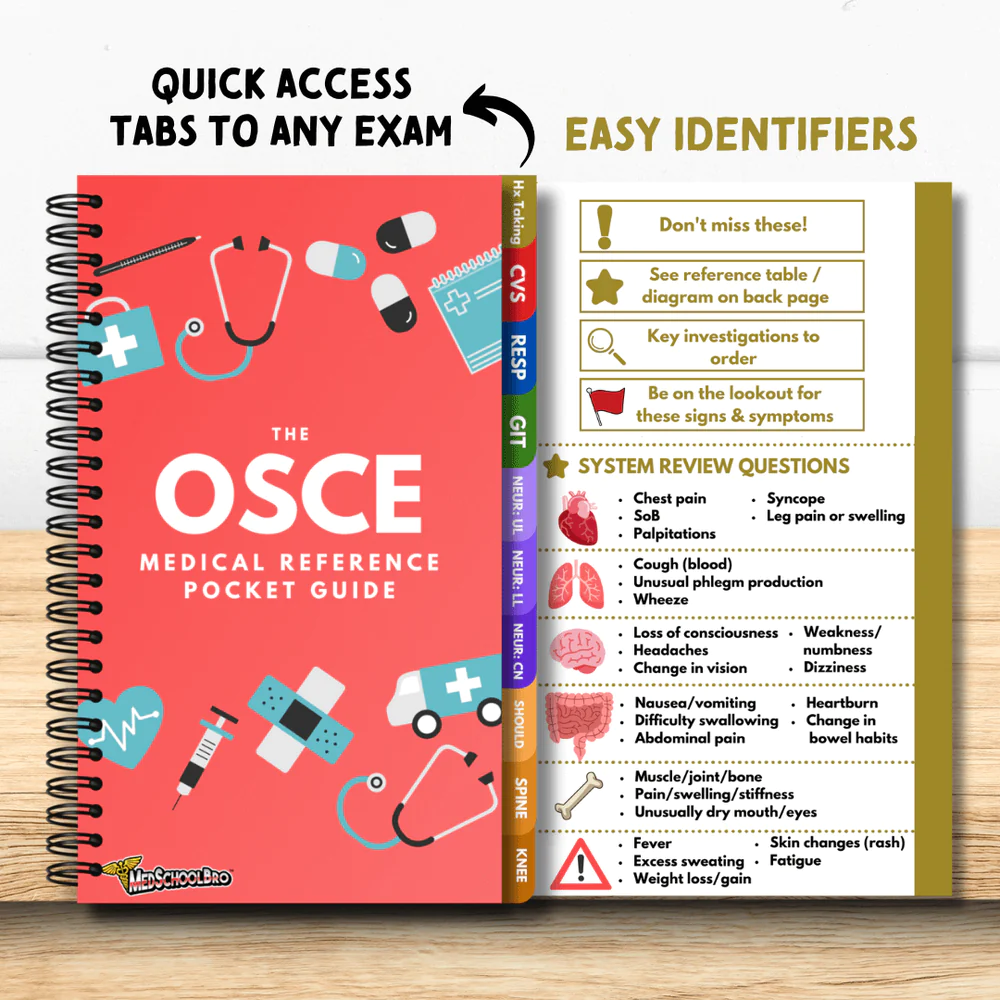 QUICK ACCESS
TABS TO ANY EXAM
EASY IDENTIFIERS
THE
OSCE
MEDICAL REFERENCE
POCKET GUIDE
MEDSCHOOLBRO
Hx Taking
CVS
RESP
GIT
NEUR: UL
NEUR: LL
NEUR: CN
SHOULD
SPINE
KNEE
Don't miss these!
See reference table /
diagram on back page
Key investigations to
order
Be on the lookout for
these signs & symptoms
SYSTEM REVIEW QUESTIONS
• Chest pain • Syncope
• SoB • Leg pain or swelling
• Palpitations
• Cough (blood)
• Unusual phlegm production
• Wheeze
• Loss of consciousness • Weakness/
• Headaches numbness
• Change in vision • Dizziness
• Nausea/vomiting • Heartburn
• Difficulty swallowing • Change in
• Abdominal pain bowel habits
• Muscle/joint/bone
• Pain/swelling/stiffness
• Unusually dry mouth/eyes
• Fever • Skin changes (rash)
• Excess sweating • Fatigue
• Weight loss/gain